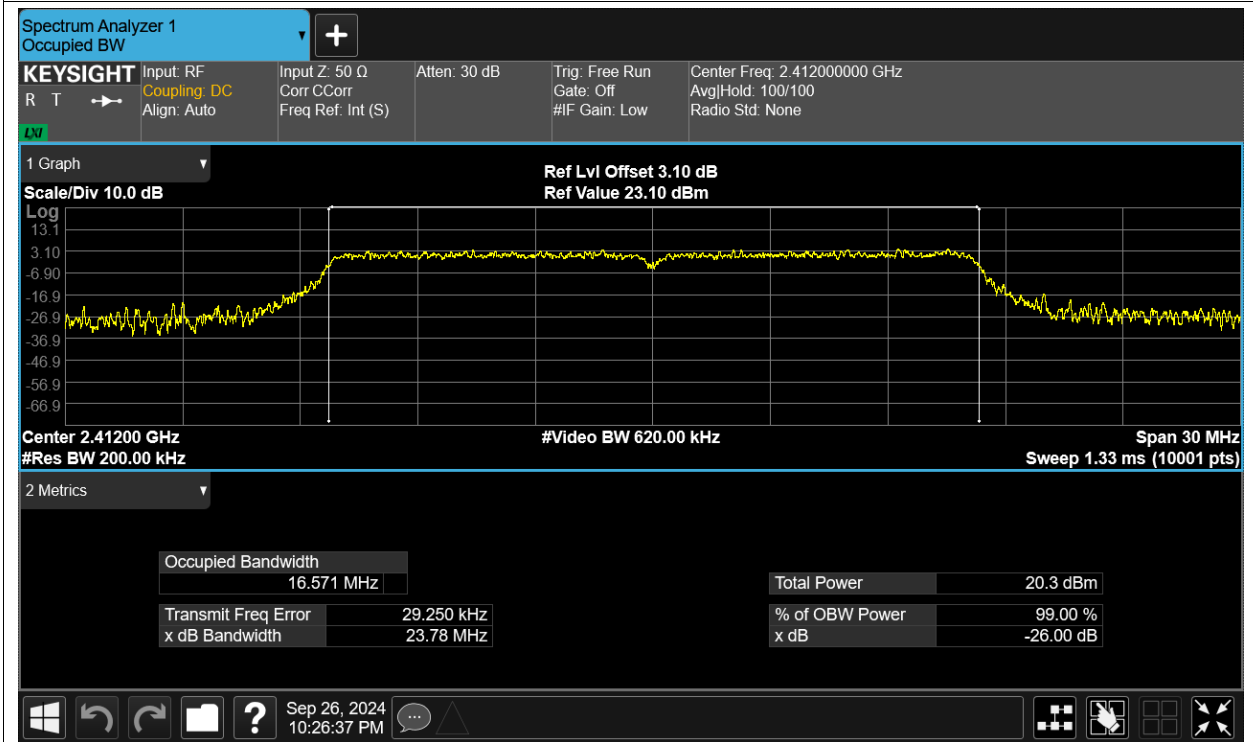 Spectrum Analyzer 1
Occupied BW
KEYSIGHT
R T
LXI
Input: RF
Coupling: DC
Align: Auto
Input Z: 50 Ω
Corr CCorr
Freq Ref: Int (S)
Atten: 30 dB
Trig: Free Run
Gate: Off
#IF Gain: Low
Center Freq: 2.412000000 GHz
Avg|Hold: 100/100
Radio Std: None
1 Graph
Scale/Div 10.0 dB
Ref Lvl Offset 3.10 dB
Ref Value 23.10 dBm
Log
13.1
3.10
-6.90
-16.9
-26.9
-36.9
-46.9
-56.9
-66.9
Center 2.41200 GHz
#Res BW 200.00 kHz
#Video BW 620.00 kHz
Span 30 MHz
Sweep 1.33 ms (10001 pts)
2 Metrics
Occupied Bandwidth
16.571 MHz
Transmit Freq Error 29.250 kHz
x dB Bandwidth 23.78 MHz
Total Power 20.3 dBm
% of OBW Power 99.00 %
x dB -26.00 dB
?
Sep 26, 2024
10:26:37 PM